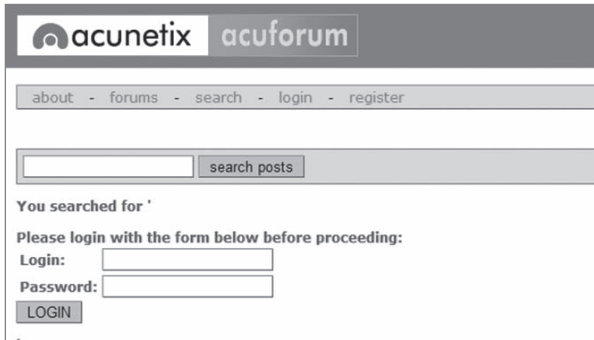 acunetix acuforum
about - forums - search - login - register
search posts
You searched for '
Please login with the form below before proceeding:
Login:
Password:
LOGIN
'